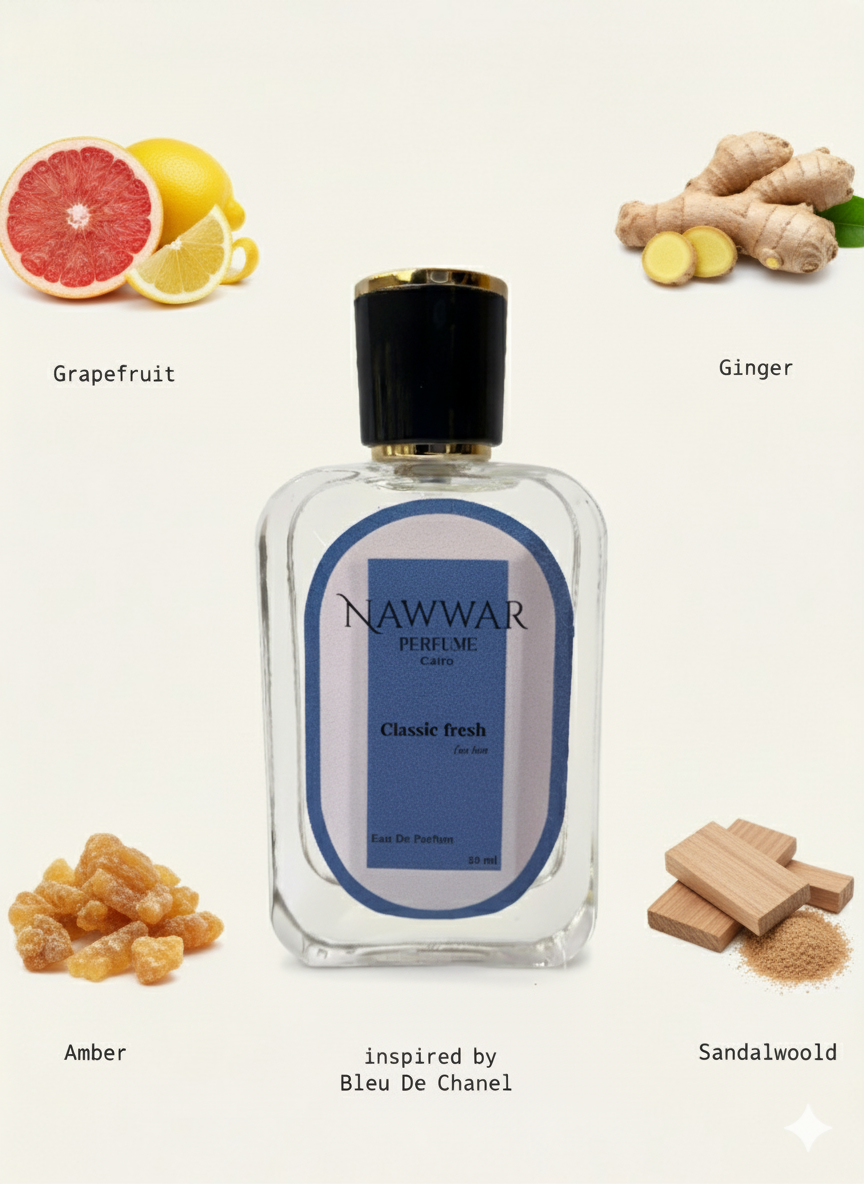 Grapefruit
Ginger
NAWWAR
PERFUME
Cairo
Classic fresh
for him
Eau De Parfum
50 ml
Amber
Sandalwoold
inspired by
Bleu De Chanel